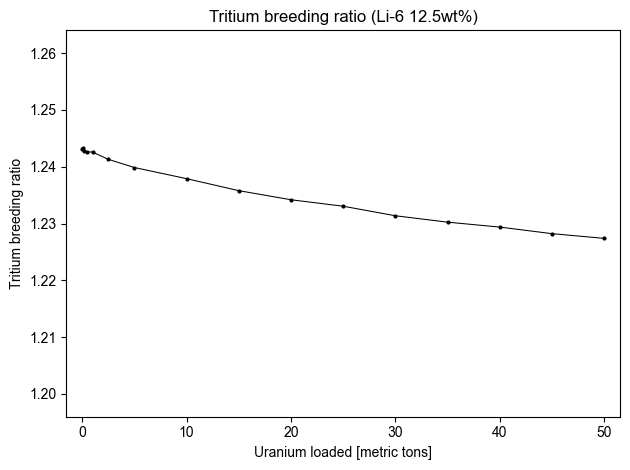 Tritium breeding ratio (Li-6 12.5wt%)
Tritium breeding ratio
1.26
1.25
1.24
1.23
1.22
1.21
1.20
0 10 20 30 40 50
Uranium loaded [metric tons]